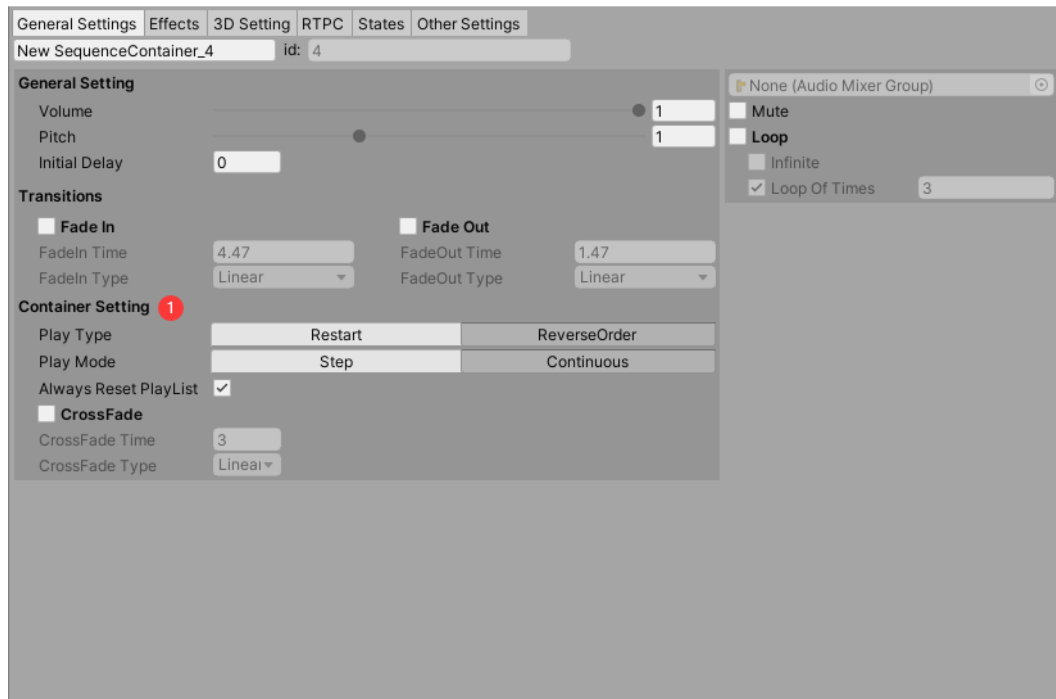 General Settings Effects 3D Setting RTPC States Other Settings
New SequenceContainer_4 id: 4
General Setting
Volume 1
Pitch 1
Initial Delay 0
Transitions
Fade In Fade Out
FadeIn Time 4.47 FadeOut Time 1.47
FadeIn Type Linear FadeOut Type Linear
Container Setting 1
Play Type Restart ReverseOrder
Play Mode Step Continuous
Always Reset PlayList
CrossFade
CrossFade Time 3
CrossFade Type Linear
None (Audio Mixer Group)
Mute
Loop
Infinite
Loop Of Times 3